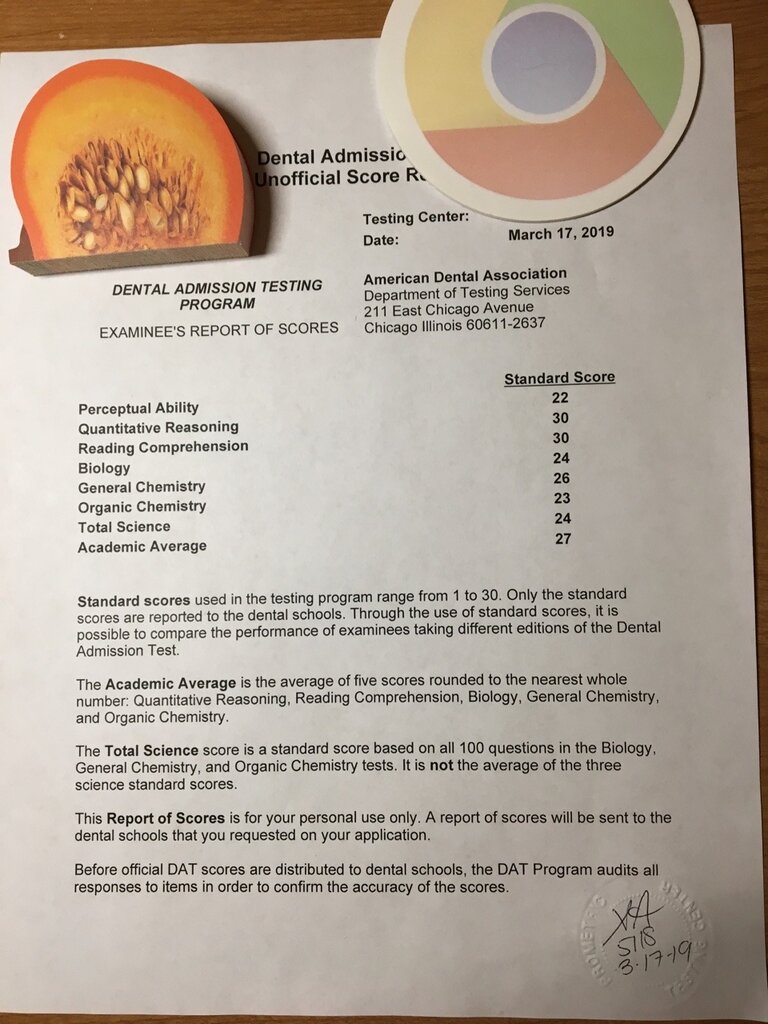 Dental Admissio
Unofficial Score R
Testing Center:
Date: March 17, 2019
DENTAL ADMISSION TESTING
PROGRAM
EXAMINEE'S REPORT OF SCORES
American Dental Association
Department of Testing Services
211 East Chicago Avenue
Chicago Illinois 60611-2637
Standard Score
Perceptual Ability 22
Quantitative Reasoning 30
Reading Comprehension 30
Biology 24
General Chemistry 26
Organic Chemistry 23
Total Science 24
Academic Average 27
Standard scores used in the testing program range from 1 to 30. Only the standard
scores are reported to the dental schools. Through the use of standard scores, it is
possible to compare the performance of examinees taking different editions of the Dental
Admission Test.
The Academic Average is the average of five scores rounded to the nearest whole
number: Quantitative Reasoning, Reading Comprehension, Biology, General Chemistry,
and Organic Chemistry.
The Total Science score is a standard score based on all 100 questions in the Biology,
General Chemistry, and Organic Chemistry tests. It is not the average of the three
science standard scores.
This Report of Scores is for your personal use only. A report of scores will be sent to the
dental schools that you requested on your application.
Before official DAT scores are distributed to dental schools, the DAT Program audits all
responses to items in order to confirm the accuracy of the scores.
PROMETRIC
TESTING CENTER
5118
3-17-19